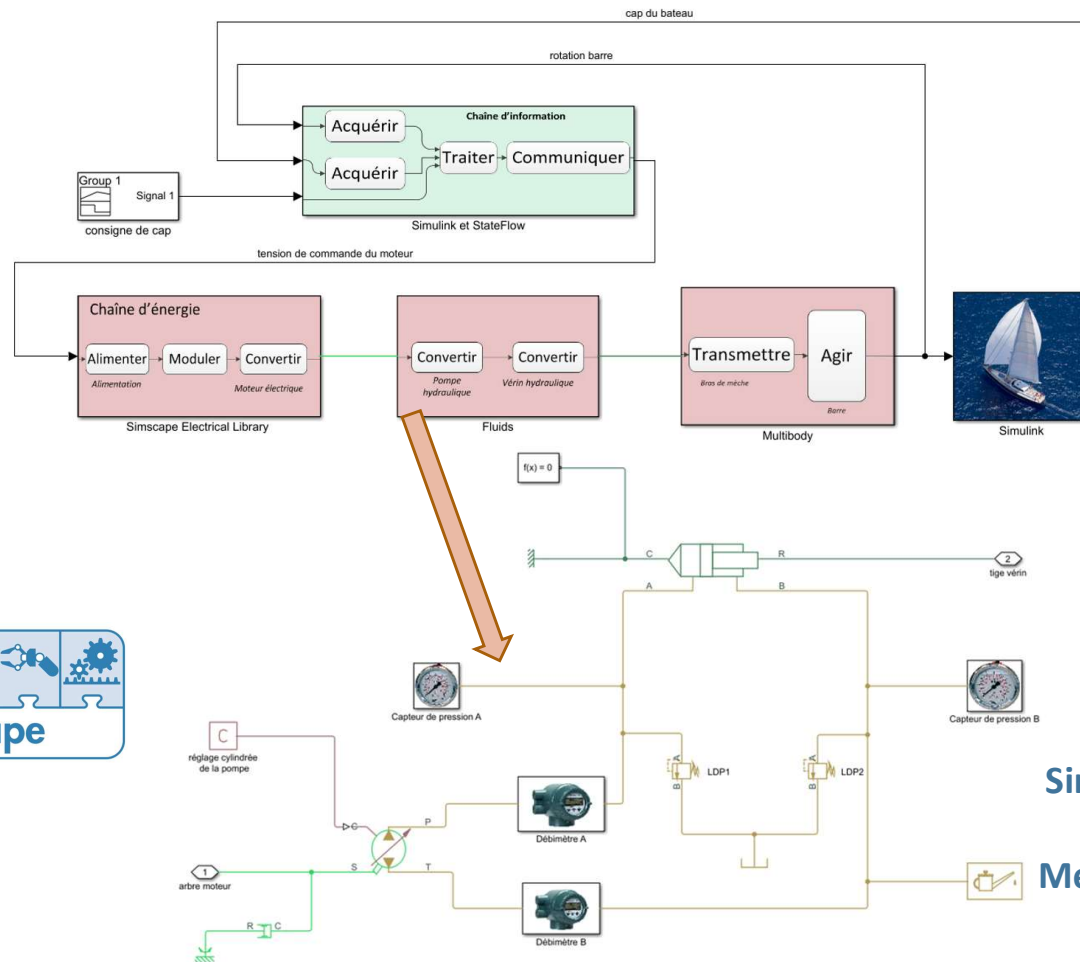 cap du bateau
rotation barre
Chaîne d'information
Acquérir
Acquérir
Traiter
Communiquer
Group 1
Signal 1
consigne de cap
Simulink et StateFlow
tension de commande du moteur
Chaîne d'énergie
Alimenter
Moduler
Convertir
Alimentation
Moteur électrique
Simscape Electrical Library
Convertir
Convertir
Pompe
hydraulique
Vérin hydraulique
Fluids
Transmettre
Agir
Bras de mèche
Barre
Multibody
Simulink
f(x) = 0
C
R
2
tige vérin
A
B
Capteur de pression A
Capteur de pression B
C
réglage cylindrée
de la pompe
A
B
LDP1
A
B
LDP2
Débimètre A
C
P
S
T
1
arbre moteur
R
C
Débimètre B